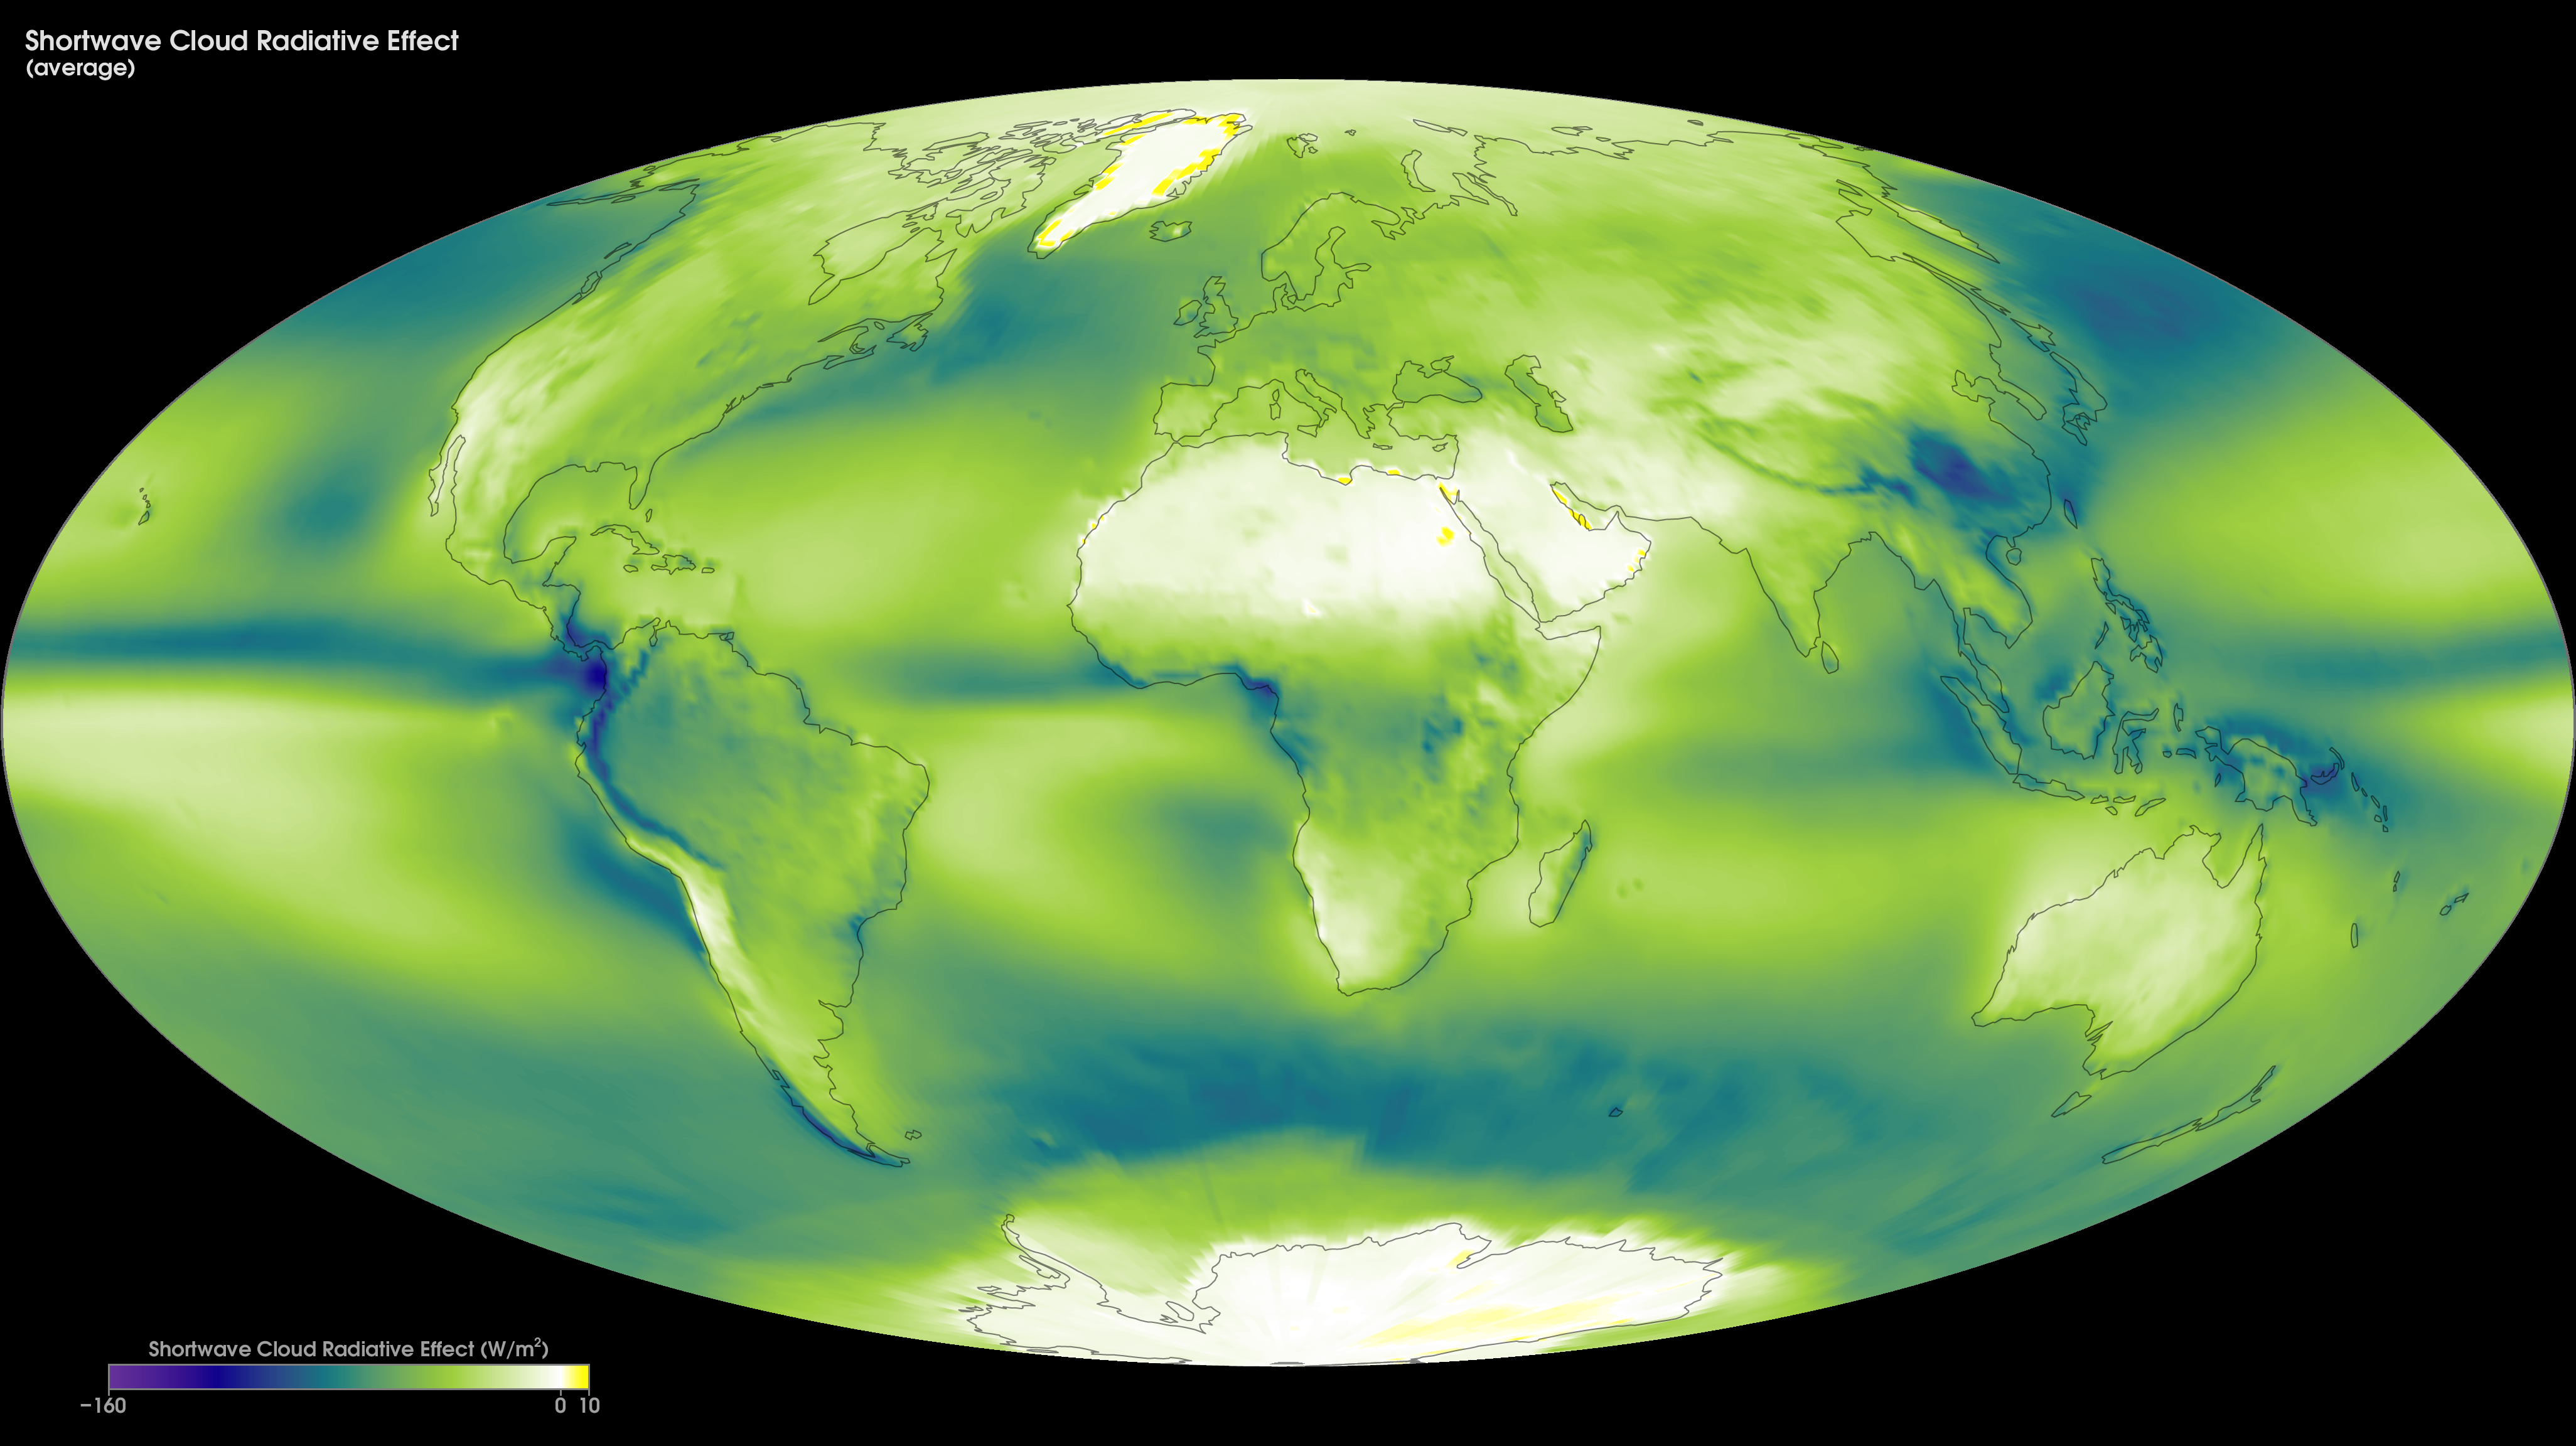 Shortwave Cloud Radiative Effect
(average)
Shortwave Cloud Radiative Effect (W/m²)
−160 0 10